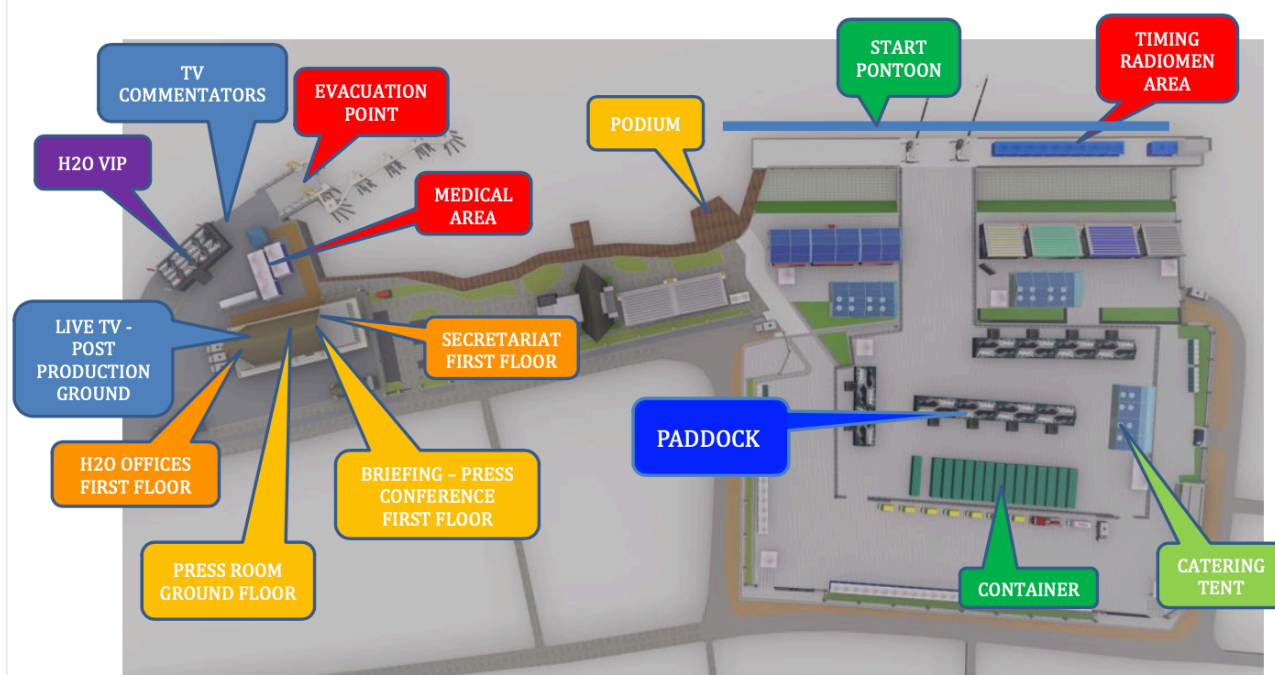 TV
COMMENTATORS
EVACUATION
POINT
H2O VIP
MEDICAL
AREA
PODIUM
START
PONTOON
TIMING
RADIOMEN
AREA
LIVE TV -
POST
PRODUCTION
GROUND
SECRETARIAT
FIRST FLOOR
H2O OFFICES
FIRST FLOOR
BRIEFING – PRESS
CONFERENCE
FIRST FLOOR
PRESS ROOM
GROUND FLOOR
PADDOCK
CONTAINER
CATERING
TENT